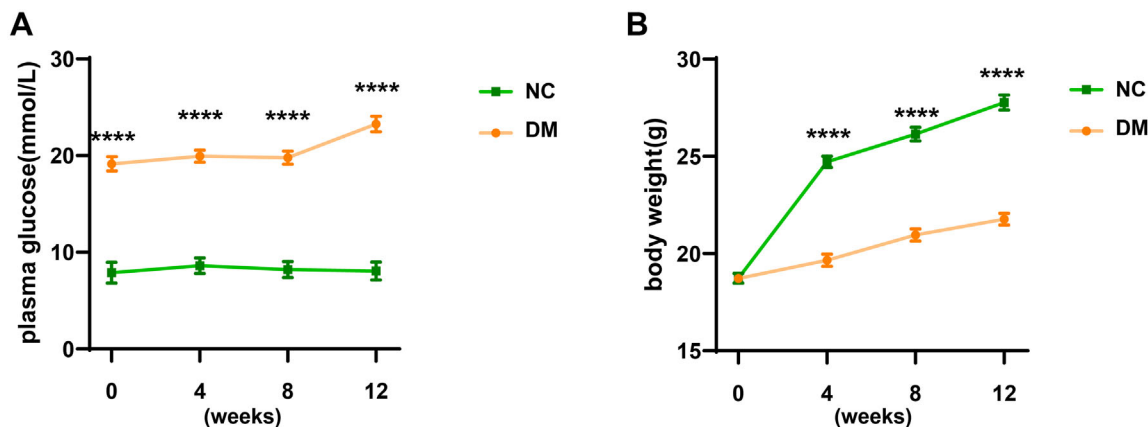 A
plasma glucose(mmol/L)
30
20
10
0
****
****
****
****
0 4 8 12
(weeks)
NC
DM
B
body weight(g)
30
25
20
15
****
****
****
0 4 8 12
(weeks)
NC
DM